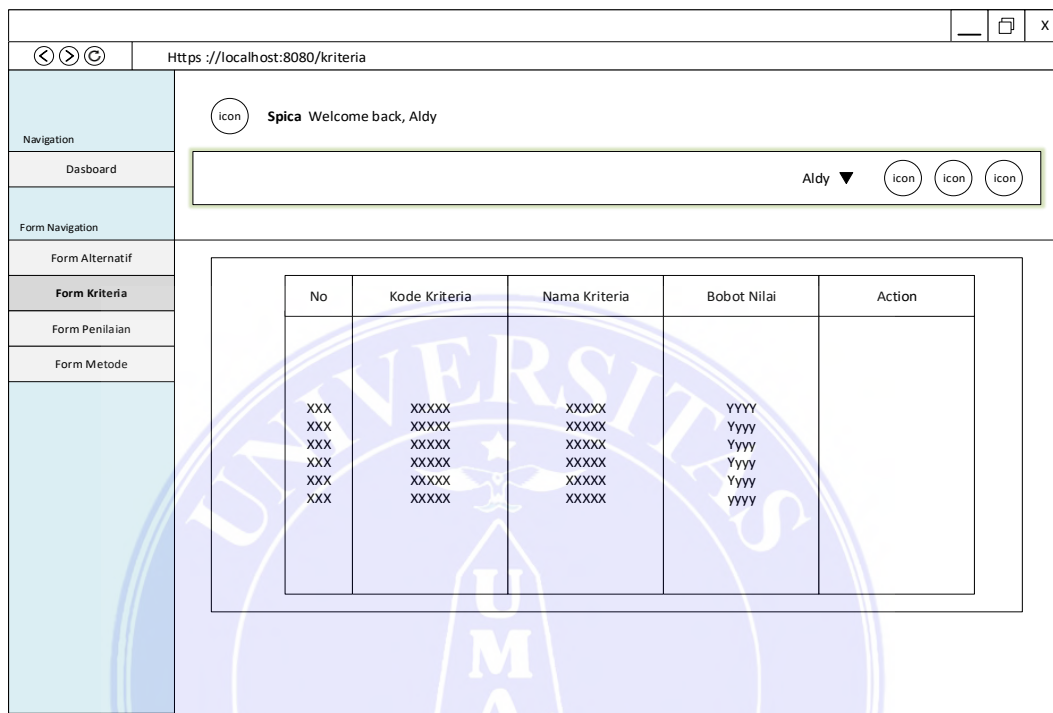 X
Https ://localhost:8080/kriteria
icon Spica Welcome back, Aldy
Navigation
Dasboard
Aldy icon icon icon
Form Navigation
Form Alternatif
Form Kriteria
Form Penilaian
Form Metode
No Kode Kriteria Nama Kriteria Bobot Nilai Action
XXX XXXXX XXXXX YYYY
XXX XXXXX XXXXX Yyyy
XXX XXXXX XXXXX Yyyy
XXX XXXXX XXXXX Yyyy
XXX XXXXX XXXXX Yyyy
XXX XXXXX XXXXX yyyy
UNIVERSITAS
U
M
A